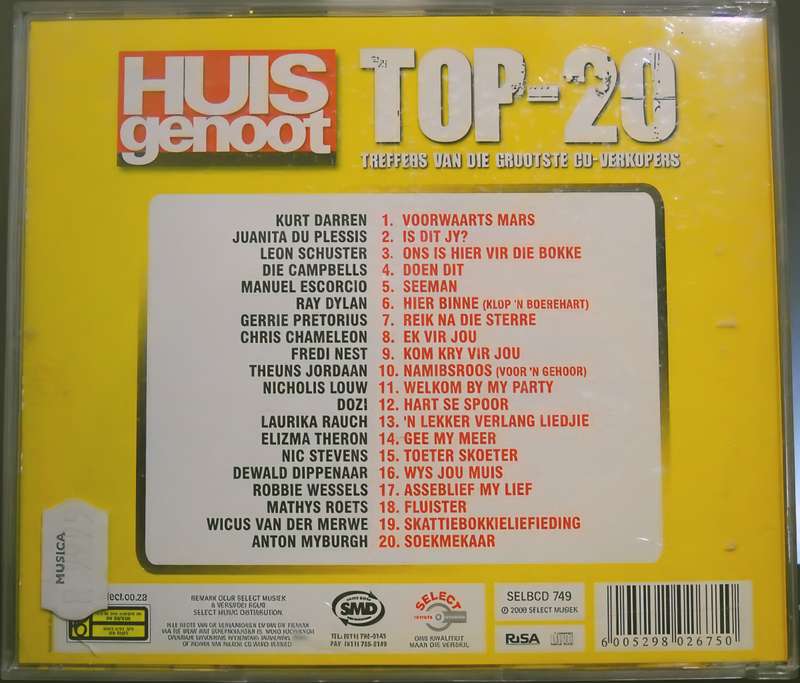 HUIS
genoot
TOP-20
TREFFERS VAN DIE GROOTSTE CD-VERKOPERS
KURT DARREN 1. VOORWAARTS MARS
JUANITA DU PLESSIS 2. IS DIT JY?
LEON SCHUSTER 3. ONS IS HIER VIR DIE BOKKE
DIE CAMPBELLS 4. DOEN DIT
MANUEL ESCORCIO 5. SEEMAN
RAY DYLAN 6. HIER BINNE (KLOP 'N BOEREHART)
GERRIE PRETORIUS 7. REIK NA DIE STERRE
CHRIS CHAMELEON 8. EK VIR JOU
FREDI NEST 9. KOM KRY VIR JOU
THEUNS JORDAAN 10. NAMIBSROOS (VOOR 'N GEHOOR)
NICHOLIS LOUW 11. WELKOM BY MY PARTY
DOZI 12. HART SE SPOOR
LAURIKA RAUCH 13. 'N LEKKER VERLANG LIEDJIE
ELIZMA THERON 14. GEE MY MEER
NIC STEVENS 15. TOETER SKOETER
DEWALD DIPPENAAR 16. WYS JOU MUIS
ROBBIE WESSELS 17. ASSEBLIEF MY LIEF
MATHYS ROETS 18. FLUISTER
WICUS VAN DER MERWE 19. SKATTIEBOKKIELIEFIEDING
ANTON MYBURGH 20. SOEKMEKAAR
MUSICA
lect.co.za
BEMARK DEUR SELECT MUSIEK
& VERSPREI DEUR
SELECT MUSIC DISTRIBUTION.
SMD
SELECT
ONS KWALITEIT
MAAK DIE VERSKIL
SELBCD 749
SELECT MUSIEK
RiSA
6 005298 026750